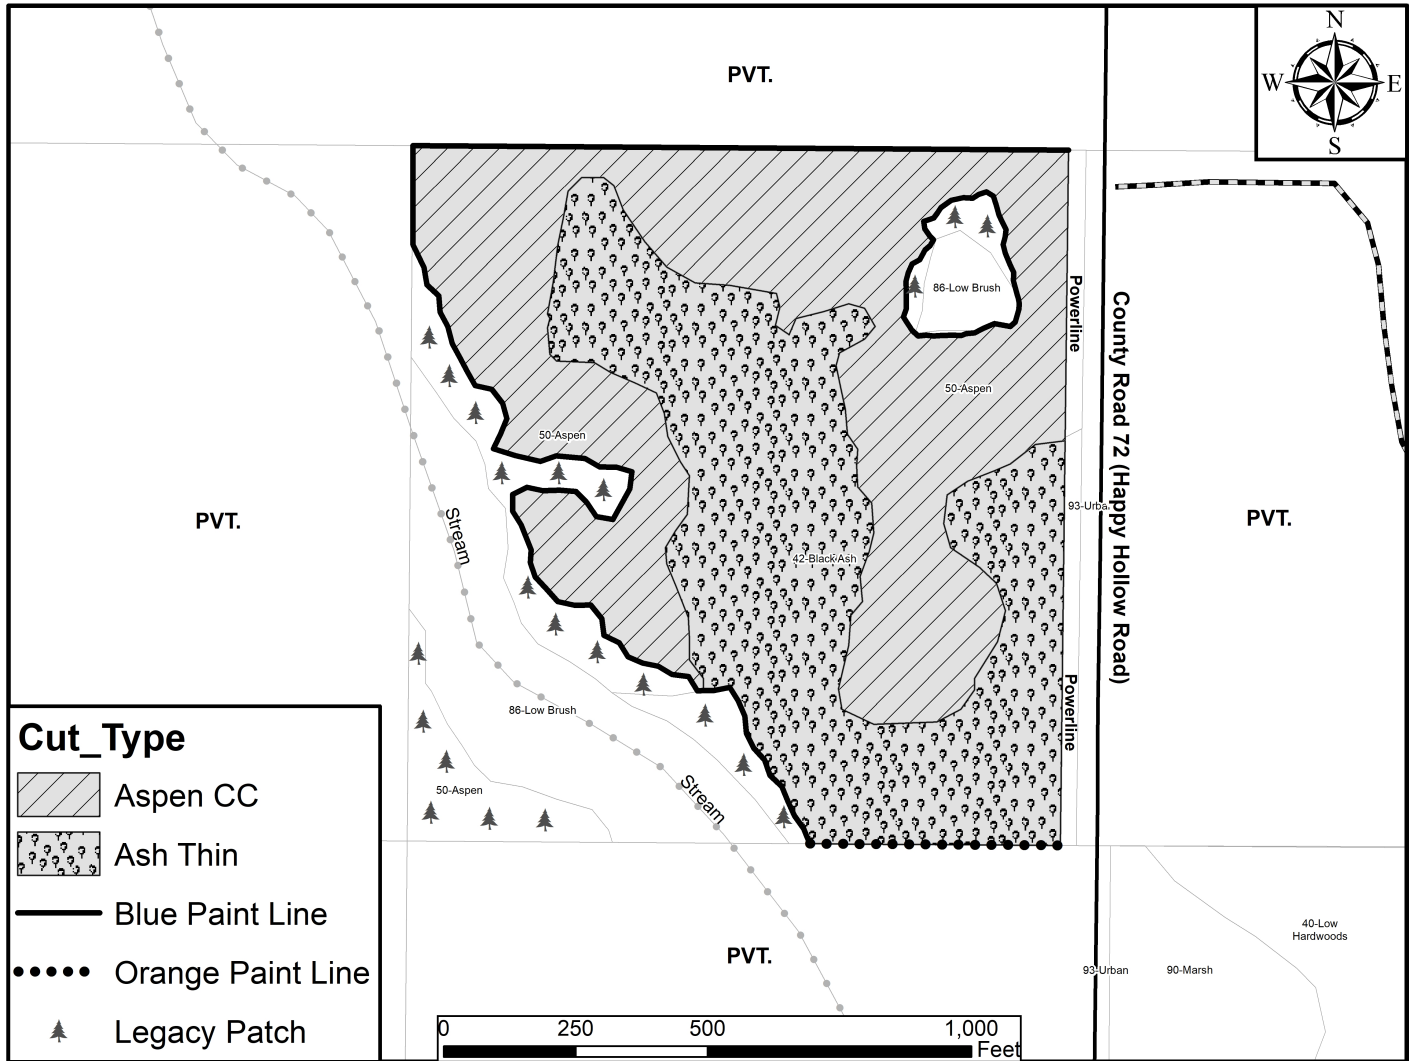 PVT.
N
W
E
S
Powerline
86-Low Brush
50-Aspen
50-Aspen
County Road 72 (Happy Hollow Road)
PVT.
93-Urba
PVT.
Stream
42-Black Ash
Powerline
86-Low Brush
50-Aspen
Stream
PVT.
40-Low
Hardwoods
93-Urban
90-Marsh
Cut_Type
Aspen CC
Ash Thin
Blue Paint Line
Orange Paint Line
Legacy Patch
0 250 500 1,000
Feet